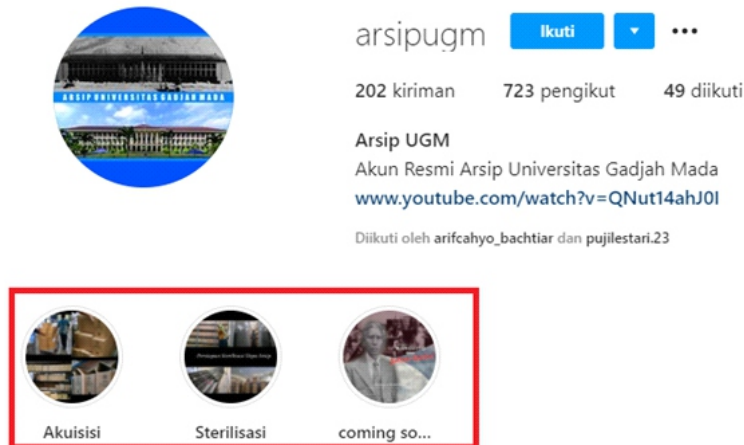 arsipugm Ikuti
202 kiriman 723 pengikut 49 diikuti
ARSIP UNIVERSITAS GADJAH MADA
Arsip UGM
Akun Resmi Arsip Universitas Gadjah Mada
www.youtube.com/watch?v=QNut14ahJ0I
Diikuti oleh arifcahyo_bachtiar dan pujilestari.23
Akuisisi Sterilisasi coming so...